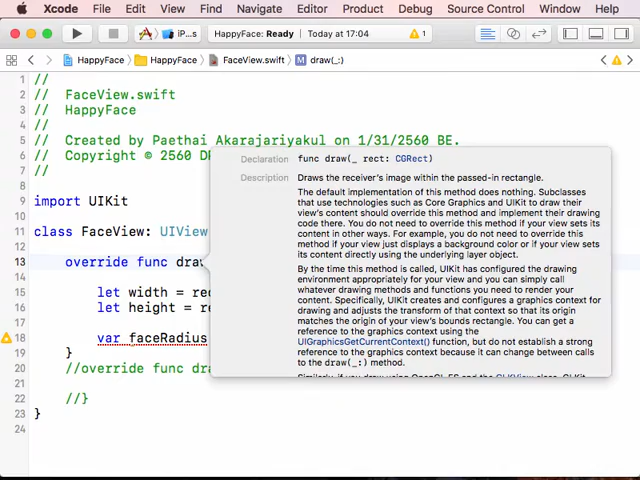 Xcode File Edit View Find Navigate Editor Product Debug Source Control Window Help
iP... HappyFace: Ready Today at 17:04 1
HappyFace HappyFace FaceView.swift M draw(_:)
1 //
2 // FaceView.swift
3 // HappyFace
4 //
5 // Created by Paethai Akarajariyakul on 1/31/2560 BE.
6 // Copyright © 2560
7 //
8
9 import UIKit
10
11 class FaceView: UIView
12
13 override func draw
14
15 let width =
16 let height =
17
18 var faceRadius
19 }
20 //override func
21
22 //}
23 }
24
Declaration func draw(_ rect: CGRect)
Description Draws the receiver's image within the passed-in rectangle.
The default implementation of this method does nothing. Subclasses
that use technologies such as Core Graphics and UIKit to draw their
view's content should override this method and implement their drawing
code there. You do not need to override this method if your view sets its
content in other ways. For example, you do not need to override this
method if your view just displays a background color or if your view sets
its content directly using the underlying layer object.
By the time this method is called, UIKit has configured the drawing
environment appropriately for your view and you can simply call
whatever drawing methods and functions you need to render your
content. Specifically, UIKit creates and configures a graphics context for
drawing and adjusts the transform of that context so that its origin
matches the origin of your view's bounds rectangle. You can get a
reference to the graphics context using the
UIGraphicsGetCurrentContext() function, but do not establish a
strong reference to the graphics context because it can change between calls
to the draw(_:) method.
Similarly, if you draw using OpenGL ES and the GLKView class, GLKit